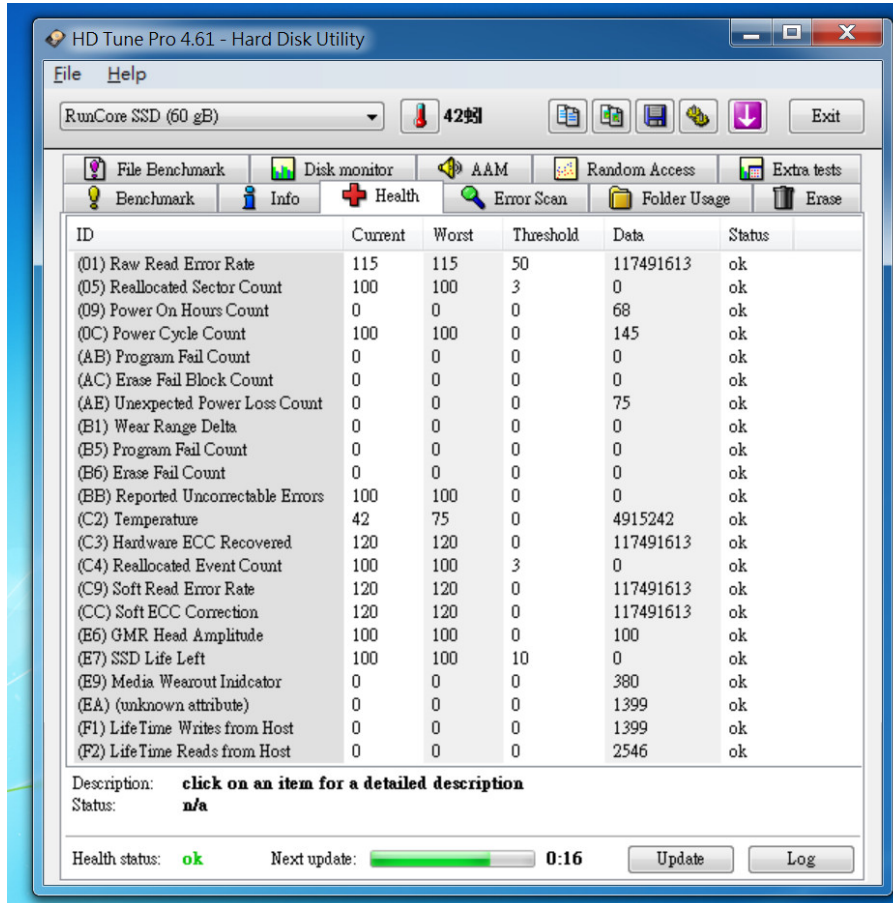 HD Tune Pro 4.61 - Hard Disk Utility
File Help
RunCore SSD (60 gB) 42蚓 Exit
File Benchmark Disk monitor AAM Random Access Extra tests
Benchmark Info Health Error Scan Folder Usage Erase
ID Current Worst Threshold Data Status
(01) Raw Read Error Rate 115 115 50 117491613 ok
(05) Reallocated Sector Count 100 100 3 0 ok
(09) Power On Hours Count 0 0 0 68 ok
(0C) Power Cycle Count 100 100 0 145 ok
(AB) Program Fail Count 0 0 0 0 ok
(AC) Erase Fail Block Count 0 0 0 0 ok
(AE) Unexpected Power Loss Count 0 0 0 75 ok
(B1) Wear Range Delta 0 0 0 0 ok
(B5) Program Fail Count 0 0 0 0 ok
(B6) Erase Fail Count 0 0 0 0 ok
(BB) Reported Uncorrectable Errors 100 100 0 0 ok
(C2) Temperature 42 75 0 4915242 ok
(C3) Hardware ECC Recovered 120 120 0 117491613 ok
(C4) Reallocated Event Count 100 100 3 0 ok
(C9) Soft Read Error Rate 120 120 0 117491613 ok
(CC) Soft ECC Correction 120 120 0 117491613 ok
(E6) GMR Head Amplitude 100 100 0 100 ok
(E7) SSD Life Left 100 100 10 0 ok
(E9) Media Wearout Inidcator 0 0 0 380 ok
(EA) (unknown attribute) 0 0 0 1399 ok
(F1) LifeTime Writes from Host 0 0 0 1399 ok
(F2) LifeTime Reads from Host 0 0 0 2546 ok
Description: click on an item for a detailed description
Status: n/a
Health status: ok Next update: 0:16 Update Log